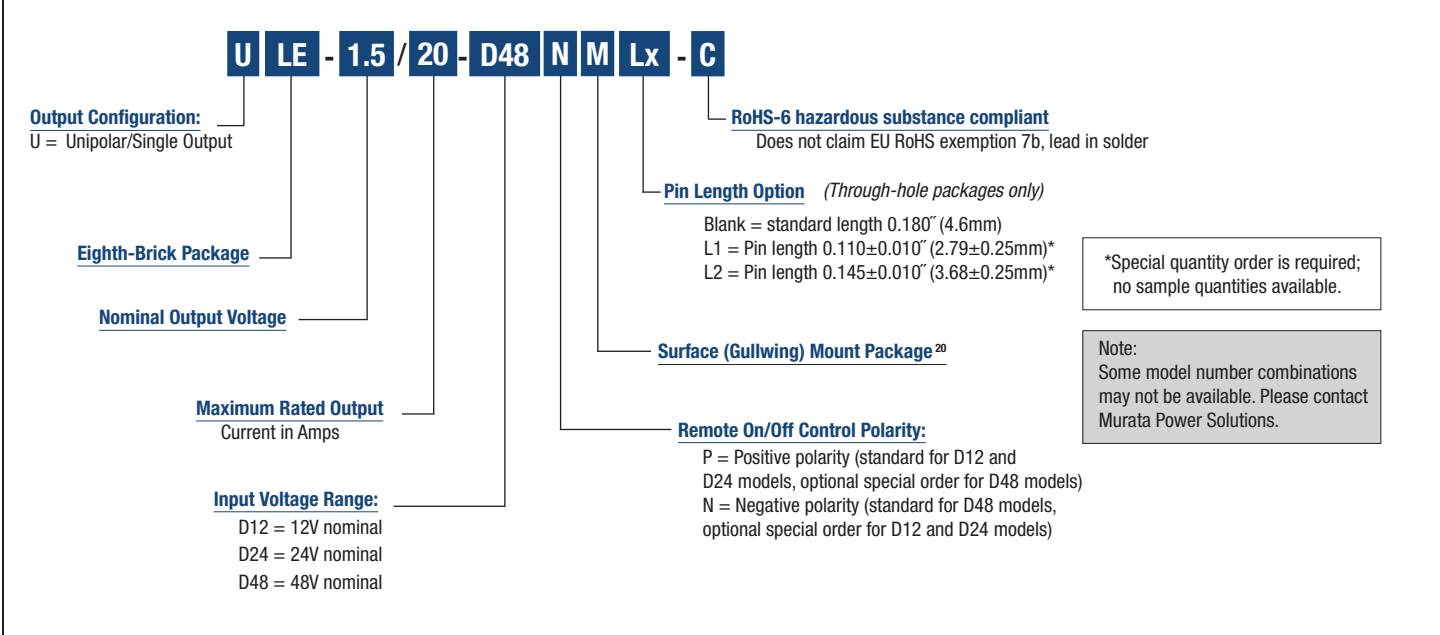 U LE - 1.5 / 20 - D48 N M Lx - C
Output Configuration:
U = Unipolar/Single Output
Eighth-Brick Package
Nominal Output Voltage
Maximum Rated Output
Current in Amps
Input Voltage Range:
D12 = 12V nominal
D24 = 24V nominal
D48 = 48V nominal
RoHS-6 hazardous substance compliant
Does not claim EU RoHS exemption 7b, lead in solder
Pin Length Option (Through-hole packages only)
Blank = standard length 0.180˝ (4.6mm)
L1 = Pin length 0.110±0.010˝ (2.79±0.25mm)*
L2 = Pin length 0.145±0.010˝ (3.68±0.25mm)*
Surface (Gullwing) Mount Package 20
Remote On/Off Control Polarity:
P = Positive polarity (standard for D12 and
D24 models, optional special order for D48 models)
N = Negative polarity (standard for D48 models,
optional special order for D12 and D24 models)
*Special quantity order is required;
no sample quantities available.
Note:
Some model number combinations
may not be available. Please contact
Murata Power Solutions.